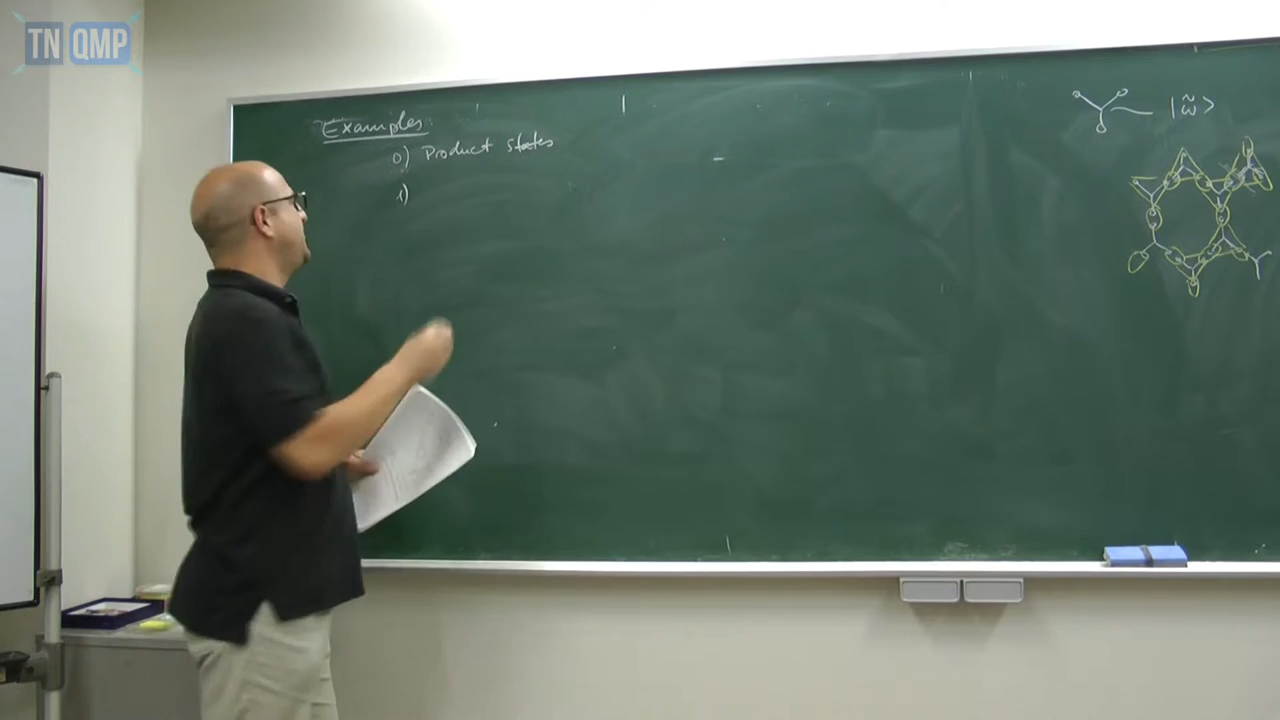 TN QMP
Examples:
0) Product states
1)
|ω̃>